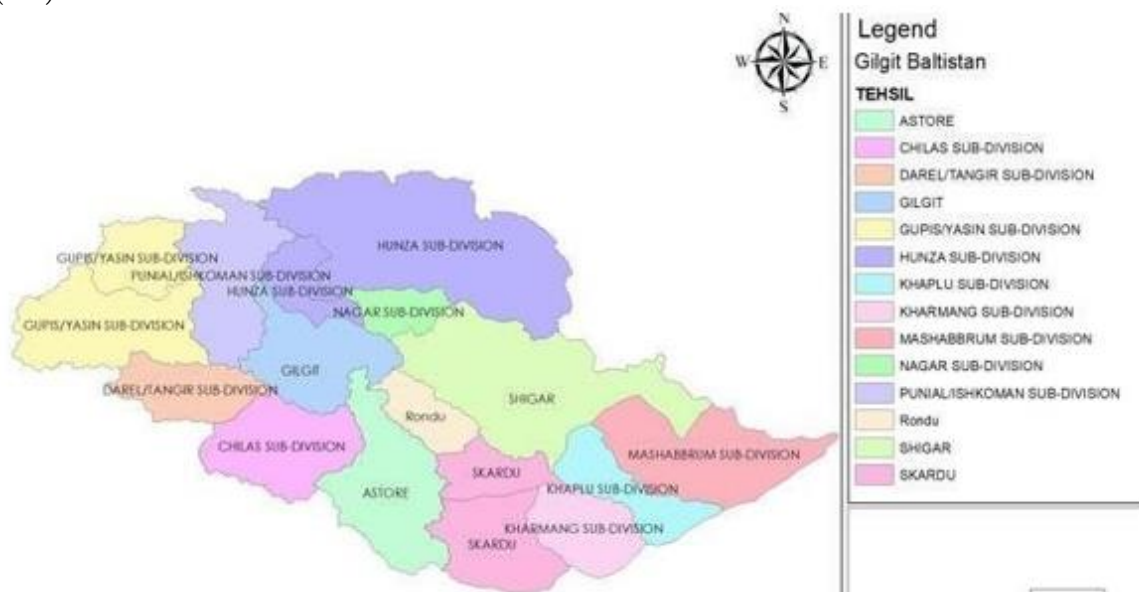 N
W E
S
Legend
Gilgit Baltistan
TEHSIL
ASTORE
CHILAS SUB-DIVISION
DAREL/TANGIR SUB-DIVISION
GILGIT
GUPIS/YASIN SUB-DIVISION
HUNZA SUB-DIVISION
KHAPLU SUB-DIVISION
KHARMANG SUB-DIVISION
MASHABBRUM SUB-DIVISION
NAGAR SUB-DIVISION
PUNIAL/ISHKOMAN SUB-DIVISION
Rondu
SHIGAR
SKARDU
HUNZA SUB-DIVISION
GUPIS/YASIN SUB-DIVISION
PUNIAL/ISHKOMAN SUB-DIVISION
HUNZA SUB-DIVISION
NAGAR SUB-DIVISION
GUPIS/YASIN SUB-DIVISION
GILGIT
DAREL/TANGIR SUB-DIVISION
SHIGAR
Rondu
CHILAS SUB-DIVISION
MASHABBRUM SUB-DIVISION
SKARDU
ASTORE
KHAPLU SUB-DIVISION
KHARMANG SUB-DIVISION
SKARDU